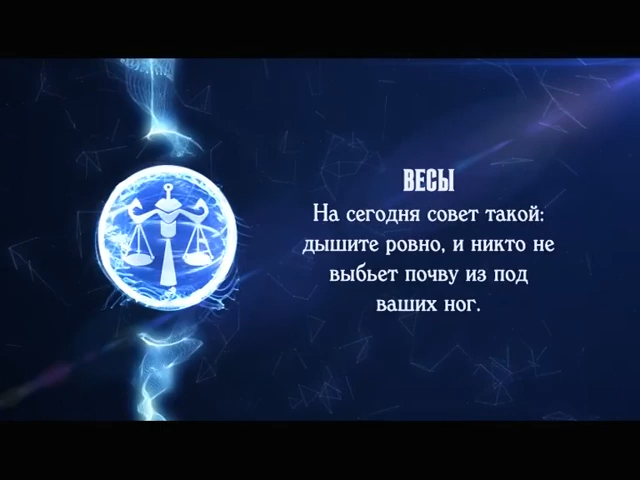 ВЕСЫ
На сегодня совет такой:
дышите ровно, и никто не
выбьет почву из под
ваших ног.